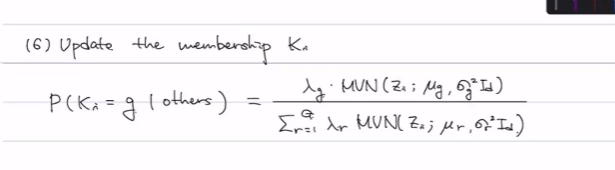 (6) Update the membership Kᵢ
P(Kᵢ = g | others) = λg · MVN(Zᵢ; μg, σg² Id) / Σr=1^G λr MVN(Zᵢ; μr, σr² Id)